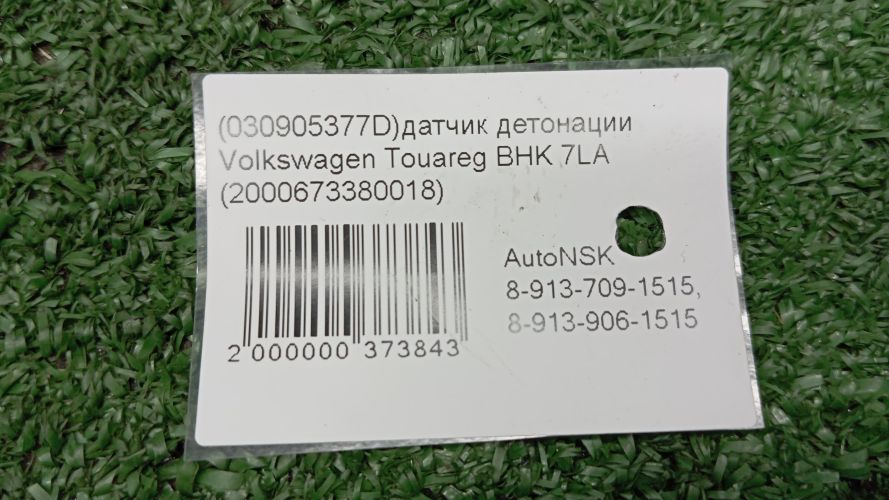 (030905377D)датчик детонации
Volkswagen Touareg BHK 7LA
(2000673380018)
AutoNSK
8-913-709-1515,
8-913-906-1515
2 000000 373843